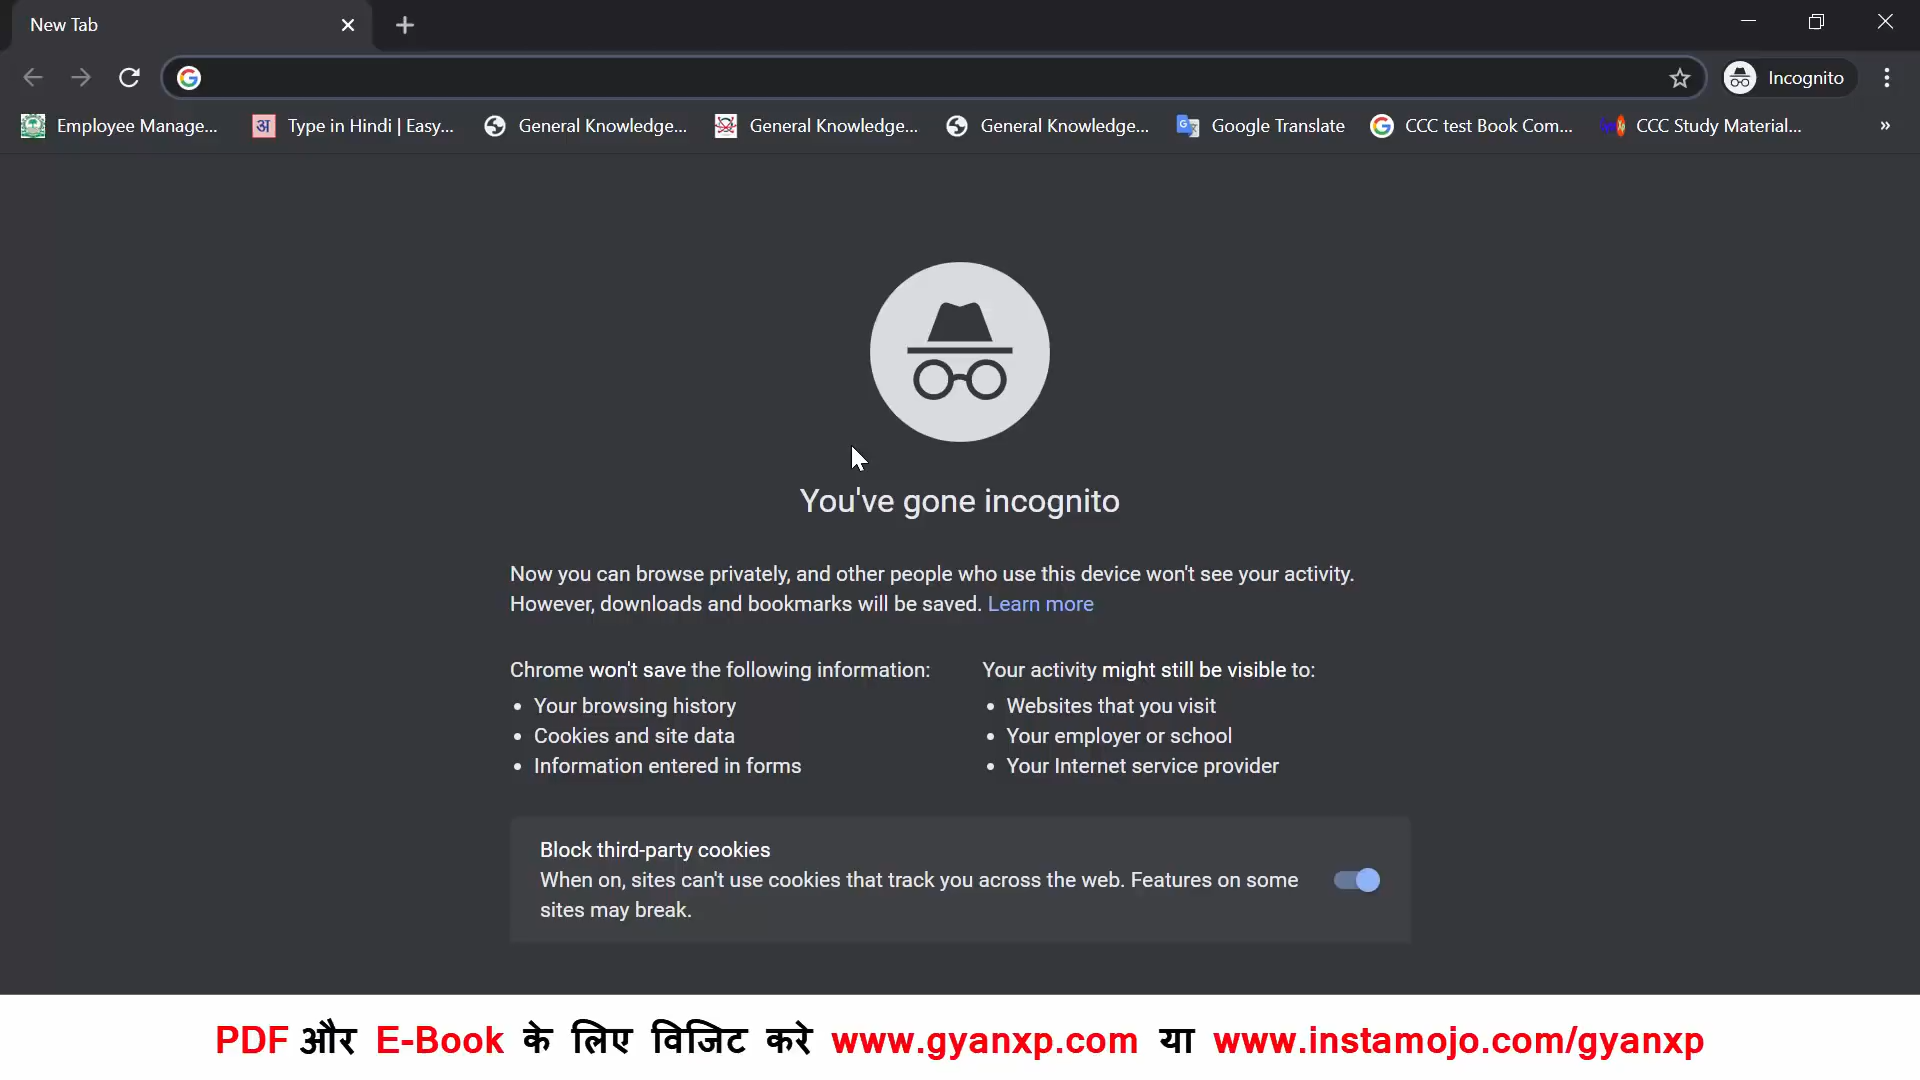 New Tab
Incognito
Employee Manage...
Type in Hindi | Easy...
General Knowledge...
General Knowledge...
General Knowledge...
Google Translate
CCC test Book Com...
CCC Study Material...
»
You've gone incognito
Now you can browse privately, and other people who use this device won't see your activity.
However, downloads and bookmarks will be saved. Learn more
Chrome won't save the following information:
• Your browsing history
• Cookies and site data
• Information entered in forms
Your activity might still be visible to:
• Websites that you visit
• Your employer or school
• Your Internet service provider
Block third-party cookies
When on, sites can't use cookies that track you across the web. Features on some
sites may break.
PDF और E-Book के लिए विजिट करे www.gyanxp.com या www.instamojo.com/gyanxp